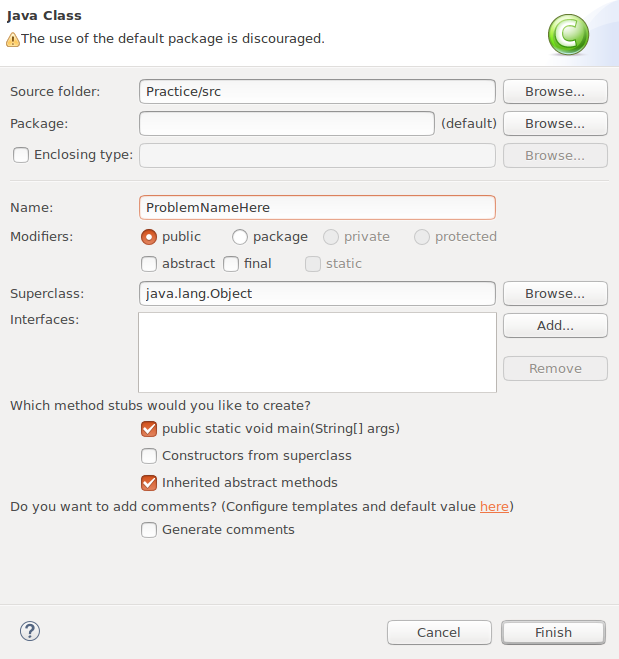 Java Class
The use of the default package is discouraged.
Source folder: Practice/src Browse...
Package: (default) Browse...
Enclosing type: Browse...
Name: ProblemNameHere
Modifiers: public package private protected
abstract final static
Superclass: java.lang.Object Browse...
Interfaces: Add...
Remove
Which method stubs would you like to create?
public static void main(String[] args)
Constructors from superclass
Inherited abstract methods
Do you want to add comments? (Configure templates and default value here)
Generate comments
? Cancel Finish